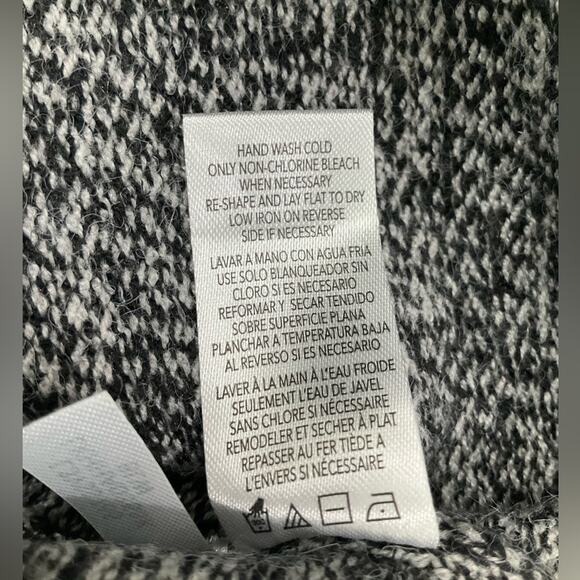 HAND WASH COLD
ONLY NON-CHLORINE BLEACH
WHEN NECESSARY
RE-SHAPE AND LAY FLAT TO DRY
LOW IRON ON REVERSE
SIDE IF NECESSARY
LAVAR A MANO CON AGUA FRIA
USE SOLO BLANQUEADOR SIN
CLORO SI ES NECESARIO
REFORMAR Y SECAR TENDIDO
SOBRE SUPERFICIE PLANA
PLANCHAR A TEMPERATURA BAJA
AL REVERSO SI ES NECESARIO
LAVER À LA MAIN À L'EAU FROIDE
SEULEMENT L'EAU DE JAVEL
SANS CHLORE SI NÉCESSAIRE
REMODELER ET SÉCHER À PLAT
REPASSER AU FER TIÈDE À
L'ENVERS SI NÉCESSAIRE